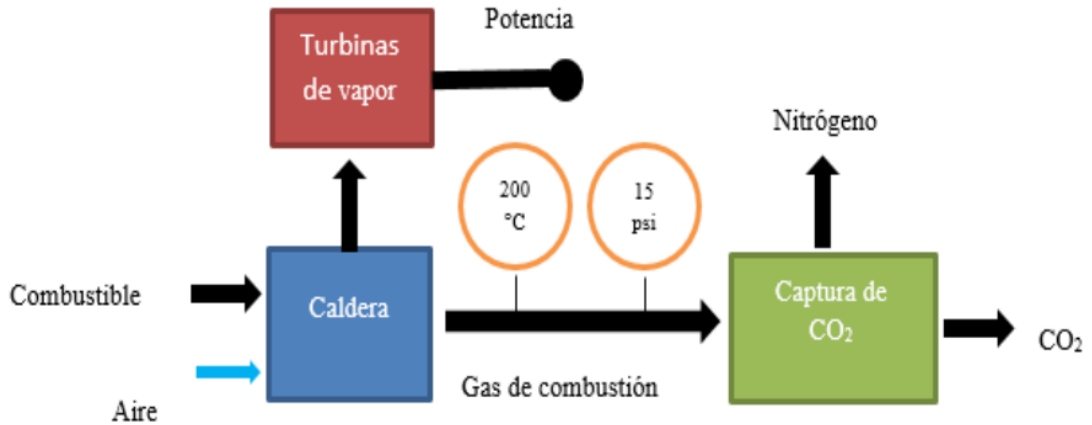 Potencia
Turbinas
de vapor
Nitrógeno
200
°C
15
psi
Combustible
Caldera
Captura de
CO₂
CO₂
Gas de combustión
Aire